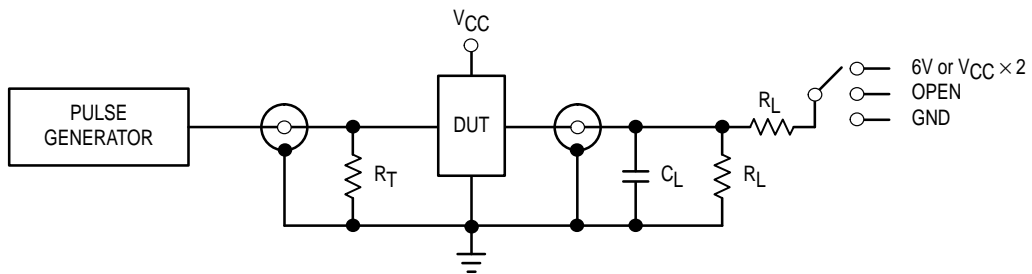 VCC
PULSE
GENERATOR
RT
DUT
CL
RL
RL
6V or VCC × 2
OPEN
GND